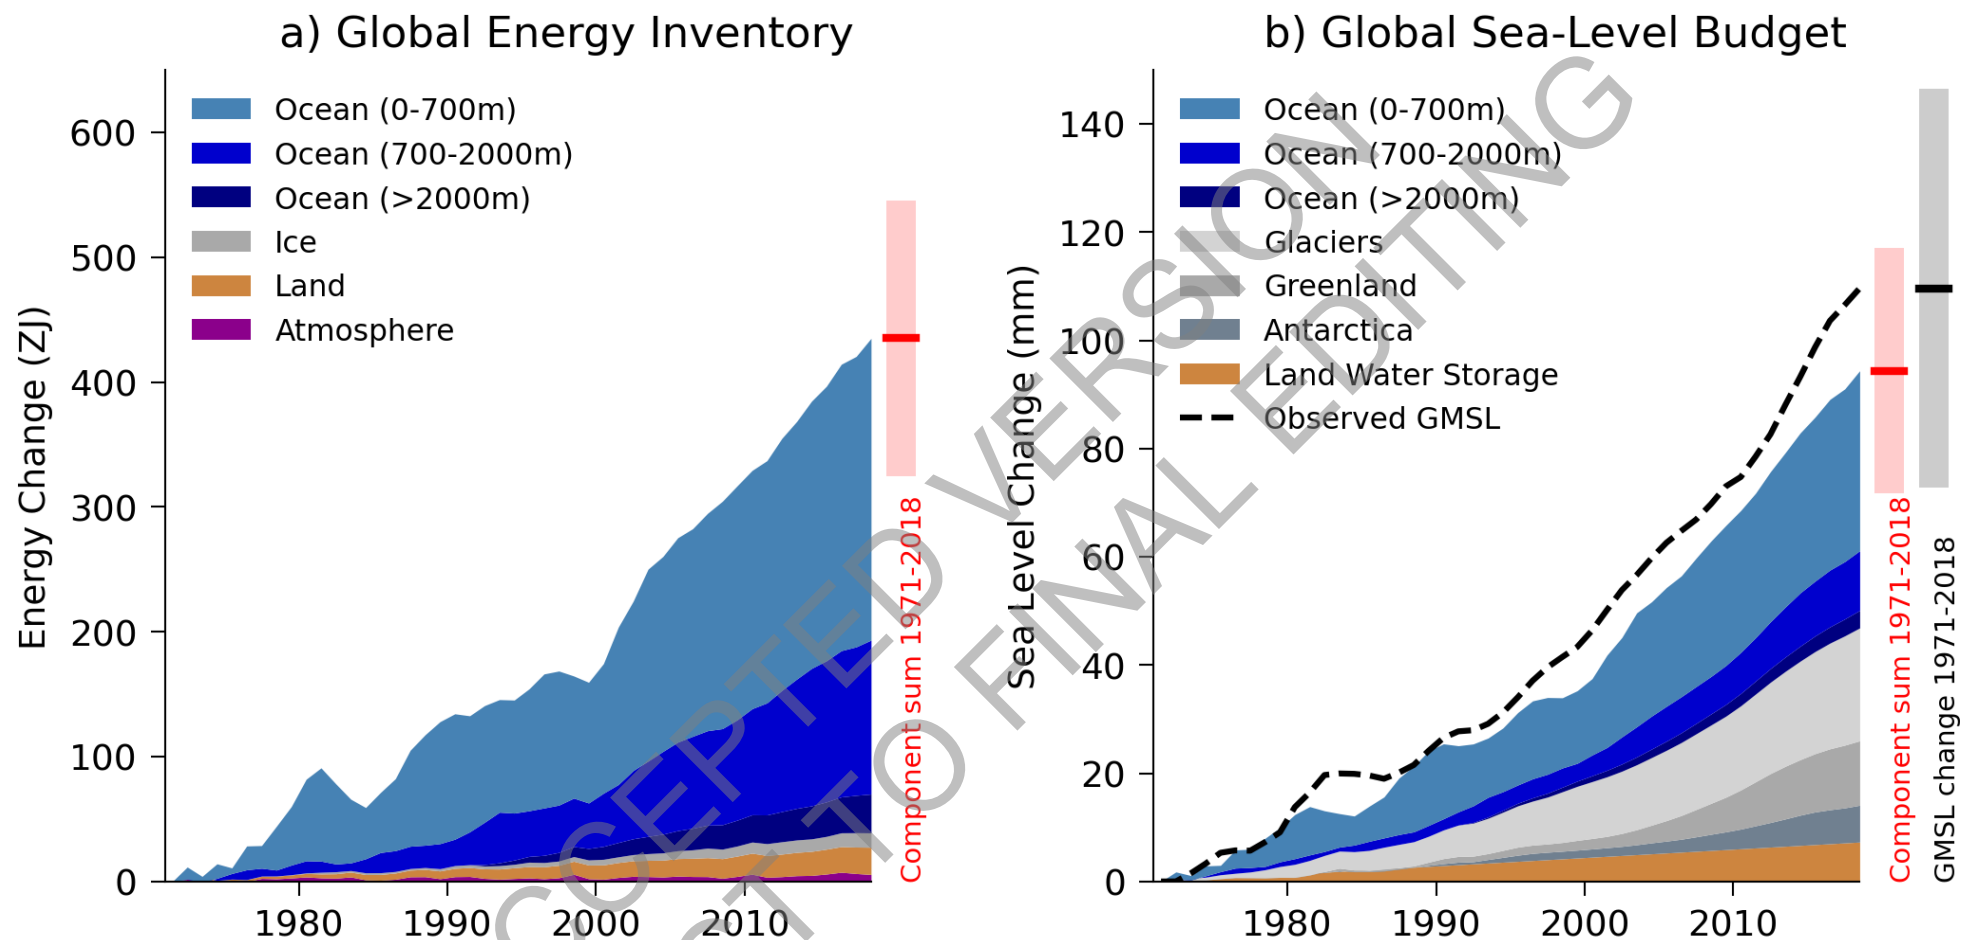 a) Global Energy Inventory
Energy Change (ZJ)
600
500
400
300
200
100
0
1980
1990
2000
2010
Ocean (0-700m)
Ocean (700-2000m)
Ocean (>2000m)
Ice
Land
Atmosphere
Component sum 1971-2018
b) Global Sea-Level Budget
Sea Level Change (mm)
140
120
100
80
60
40
20
0
1980
1990
2000
2010
Ocean (0-700m)
Ocean (700-2000m)
Ocean (>2000m)
Glaciers
Greenland
Antarctica
Land Water Storage
Observed GMSL
Component sum 1971-2018
GMSL change 1971-2018
CCEPTED VERSION
TO FINAL EDITING